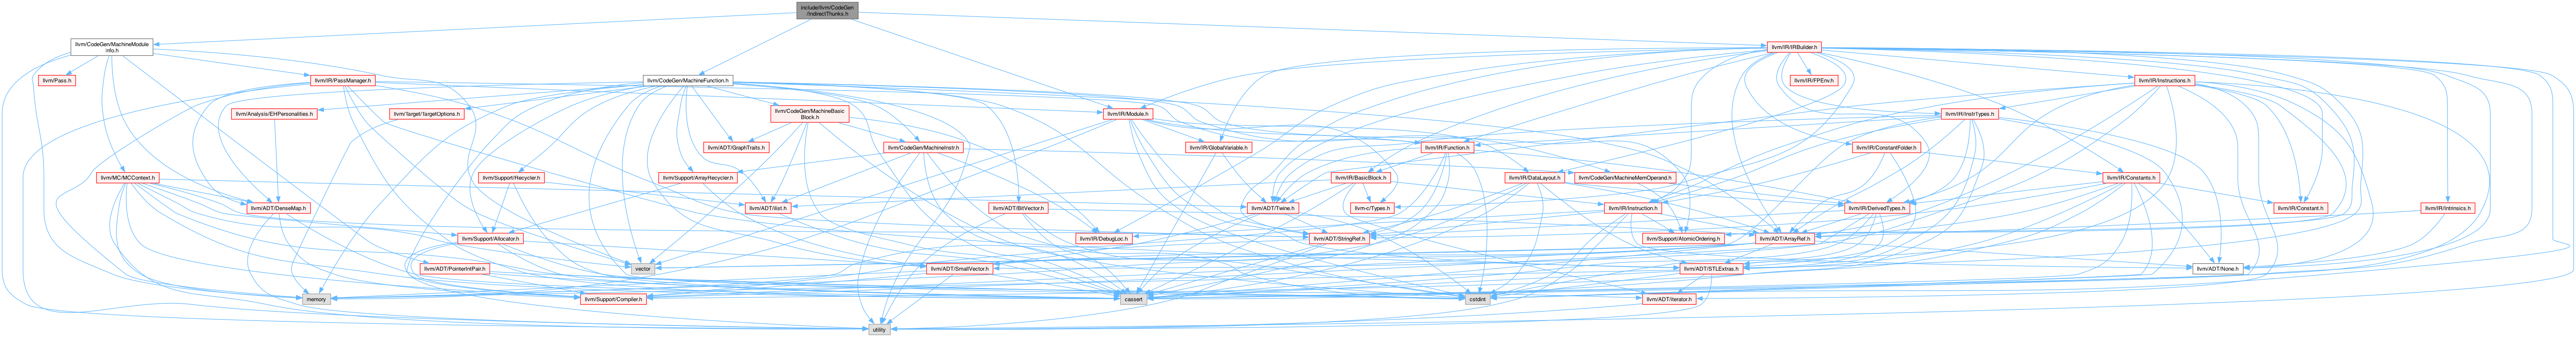 include/llvm/CodeGen
/IndirectThunks.h
llvm/CodeGen/MachineModule
Info.h
llvm/IR/IRBuilder.h
llvm/Pass.h
llvm/IR/PassManager.h
llvm/CodeGen/MachineFunction.h
llvm/IR/FPEnv.h
llvm/IR/Instructions.h
llvm/Analysis/EHPersonalities.h
llvm/Target/TargetOptions.h
llvm/CodeGen/MachineBasic
Block.h
llvm/IR/Module.h
llvm/IR/InstrTypes.h
llvm/ADT/GraphTraits.h
llvm/CodeGen/MachineInstr.h
llvm/IR/GlobalVariable.h
llvm/IR/Function.h
llvm/IR/ConstantFolder.h
llvm/MC/MCContext.h
llvm/Support/Recycler.h
llvm/Support/ArrayRecycler.h
llvm/IR/BasicBlock.h
llvm/IR/DataLayout.h
llvm/CodeGen/MachineMemOperand.h
llvm/IR/Constants.h
llvm/ADT/DenseMap.h
llvm/ADT/ilist.h
llvm/ADT/BitVector.h
llvm/ADT/Twine.h
llvm-c/Types.h
llvm/IR/Instruction.h
llvm/IR/DerivedTypes.h
llvm/IR/Constant.h
llvm/IR/Intrinsics.h
llvm/Support/Allocator.h
llvm/IR/DebugLoc.h
llvm/ADT/StringRef.h
llvm/Support/AtomicOrdering.h
llvm/ADT/ArrayRef.h
llvm/ADT/PointerIntPair.h
vector
llvm/ADT/SmallVector.h
llvm/ADT/STLExtras.h
llvm/ADT/None.h
memory
llvm/Support/Compiler.h
cassert
cstdint
llvm/ADT/iterator.h
utility